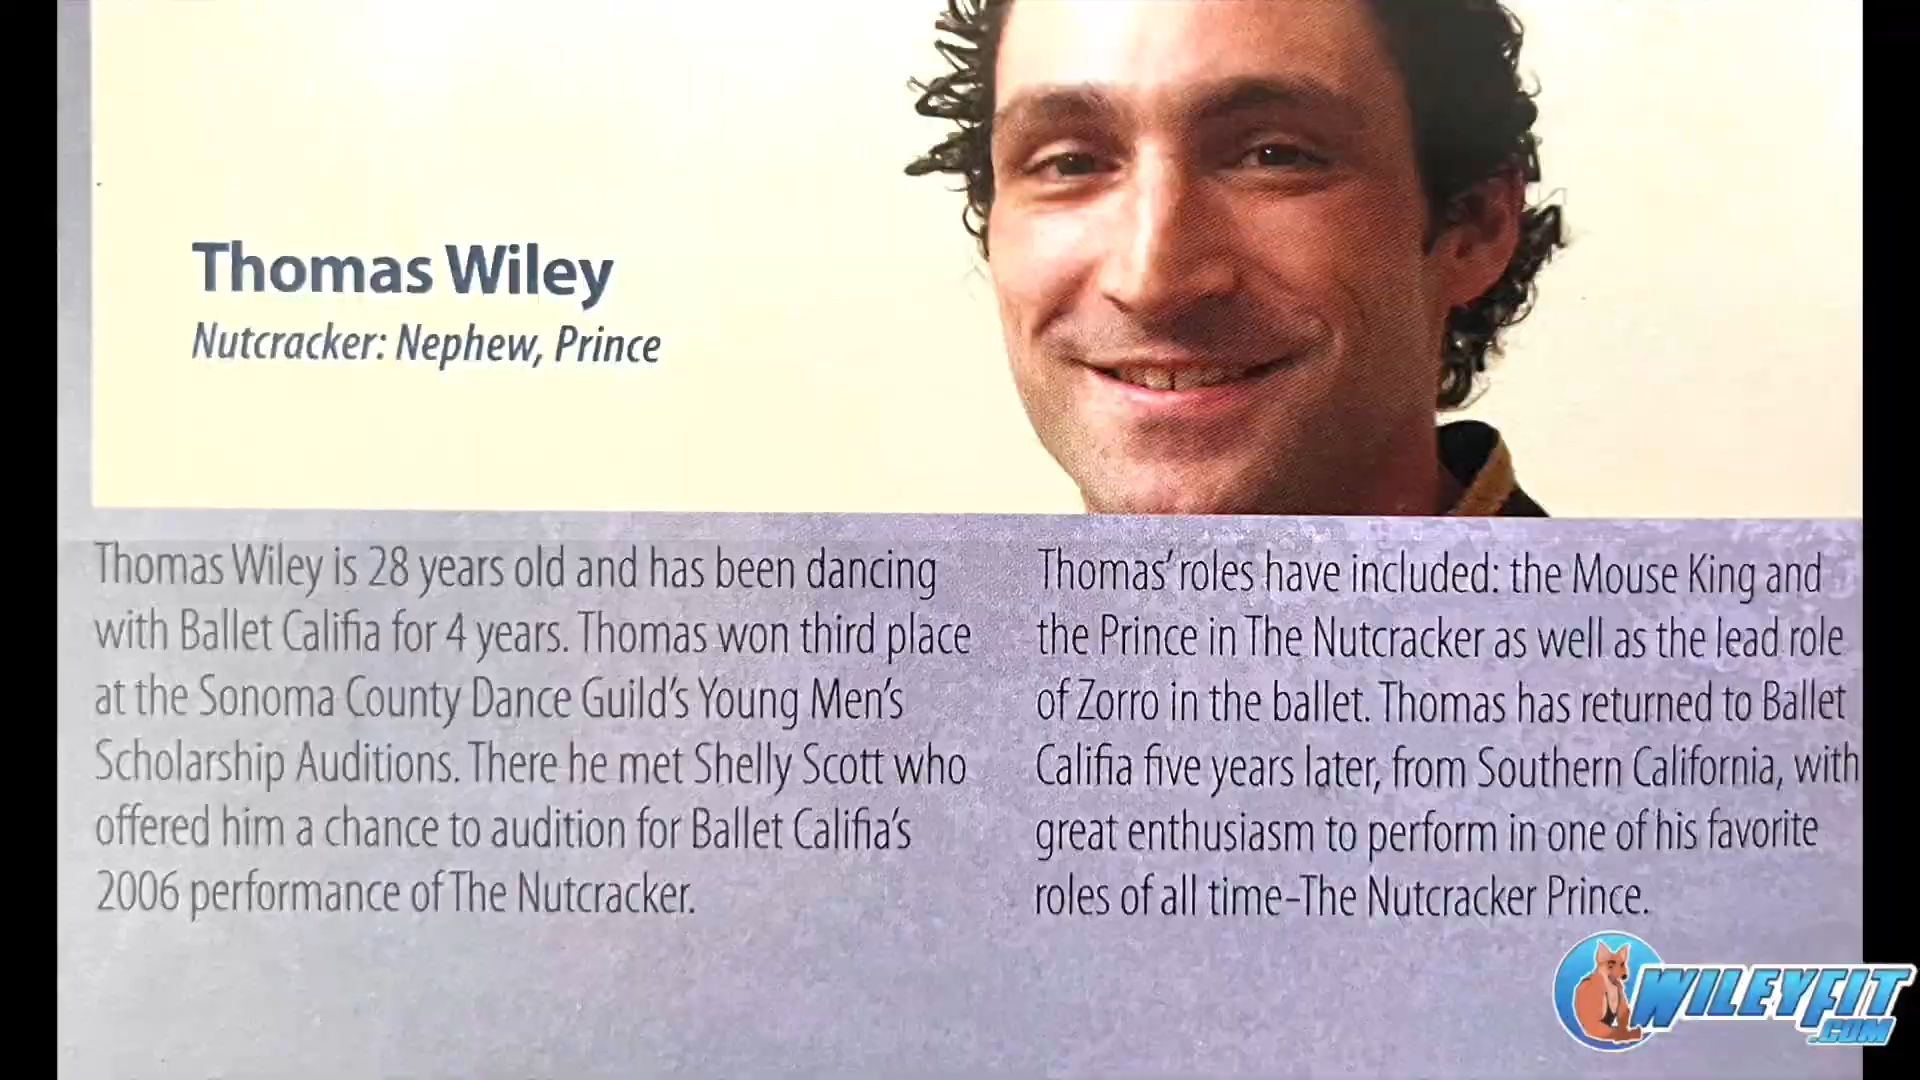 Thomas Wiley
Nutcracker: Nephew, Prince
Thomas Wiley is 28 years old and has been dancing
with Ballet Califia for 4 years. Thomas won third place
at the Sonoma County Dance Guild's Young Men's
Scholarship Auditions. There he met Shelly Scott who
offered him a chance to audition for Ballet Califia's
2006 performance of The Nutcracker.
Thomas' roles have included: the Mouse King and
the Prince in The Nutcracker as well as the lead role
of Zorro in the ballet. Thomas has returned to Ballet
Califia five years later, from Southern California, with
great enthusiasm to perform in one of his favorite
roles of all time-The Nutcracker Prince.
WILEYFIT
.COM